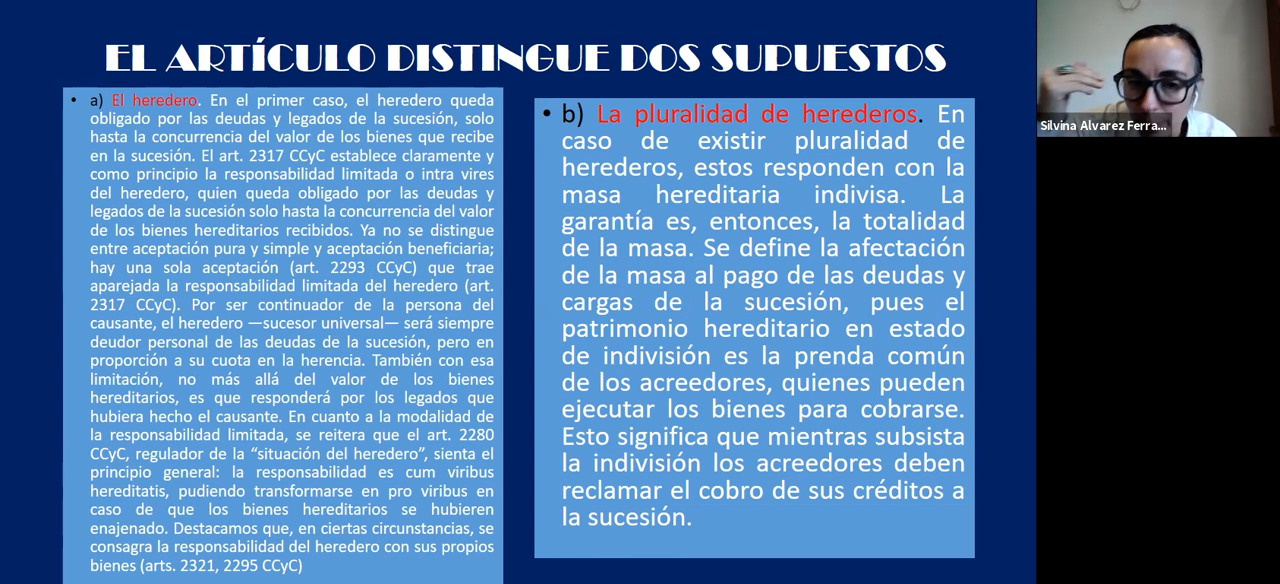 EL ARTÍCULO DISTINGUE DOS SUPUESTOS
• a) El heredero. En el primer caso, el heredero queda
obligado por las deudas y legados de la sucesión, solo
hasta la concurrencia del valor de los bienes que recibe
en la sucesión. El art. 2317 CCyC establece claramente y
como principio la responsabilidad limitada o intra vires
del heredero, quien queda obligado por las deudas y
legados de la sucesión solo hasta la concurrencia del valor
de los bienes hereditarios recibidos. Ya no se distingue
entre aceptación pura y simple y aceptación beneficiaria;
hay una sola aceptación (art. 2293 CCyC) que trae
aparejada la responsabilidad limitada del heredero (art.
2317 CCyC). Por ser continuador de la persona del
causante, el heredero —sucesor universal— será siempre
deudor personal de las deudas de la sucesión, pero en
proporción a su cuota en la herencia. También con esa
limitación, no más allá del valor de los bienes
hereditarios, es que responderá por los legados que
hubiera hecho el causante. En cuanto a la modalidad de
la responsabilidad limitada, se reitera que el art. 2280
CCyC, regulador de la “situación del heredero”, sienta el
principio general: la responsabilidad es cum viribus
hereditatis, pudiendo transformarse en pro viribus en
caso de que los bienes hereditarios se hubieren
enajenado. Destacamos que, en ciertas circunstancias, se
consagra la responsabilidad del heredero con sus propios
bienes (arts. 2321, 2295 CCyC)
• b) La pluralidad de herederos. En
caso de existir pluralidad de
herederos, estos responden con la
masa hereditaria indivisa. La
garantía es, entonces, la totalidad
de la masa. Se define la afectación
de la masa al pago de las deudas y
cargas de la sucesión, pues el
patrimonio hereditario en estado
de indivisión es la prenda común
de los acreedores, quienes pueden
ejecutar los bienes para cobrarse.
Esto significa que mientras subsista
la indivisión los acreedores deben
reclamar el cobro de sus créditos a
la sucesión.
Silvina Alvarez Ferra...